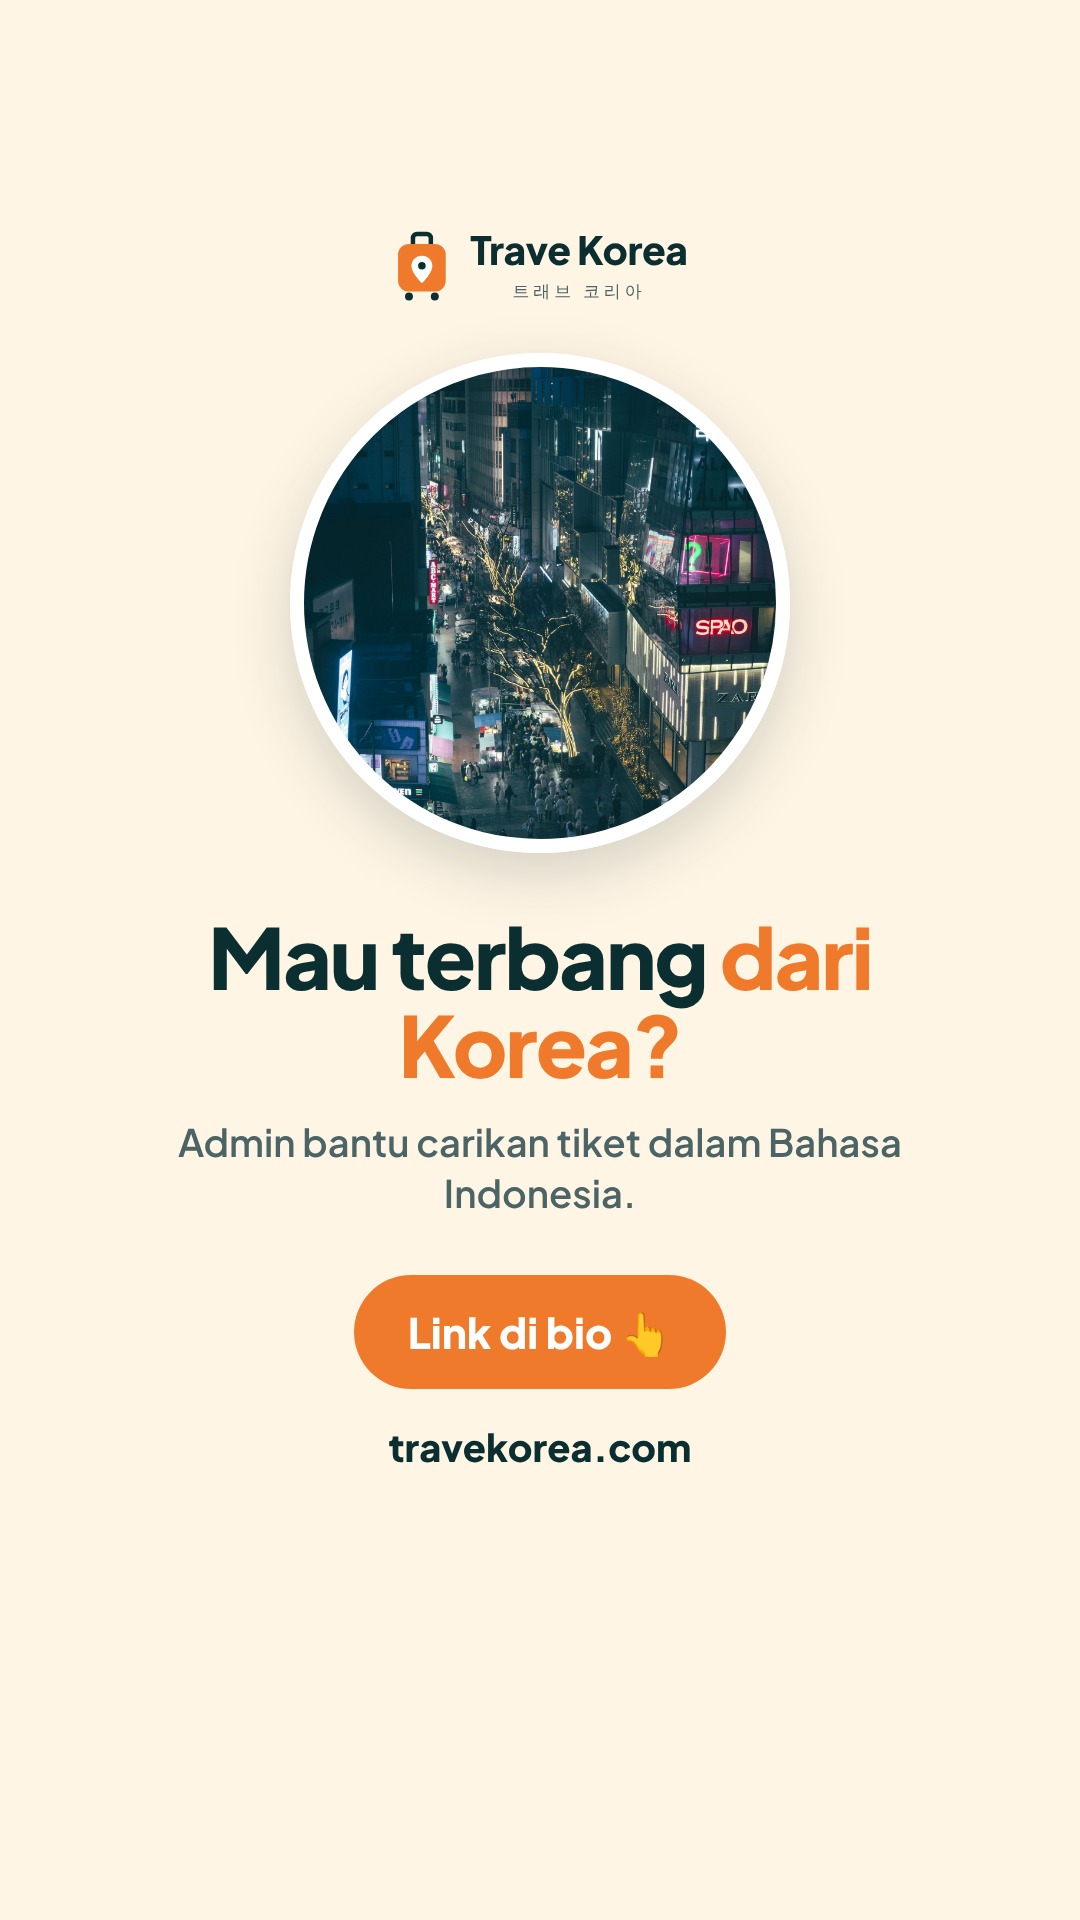 Trave Korea
트래브 코리아
SPAO
Mau terbang dari
Korea?
Admin bantu carikan tiket dalam Bahasa
Indonesia.
Link di bio 👆
travekorea.com